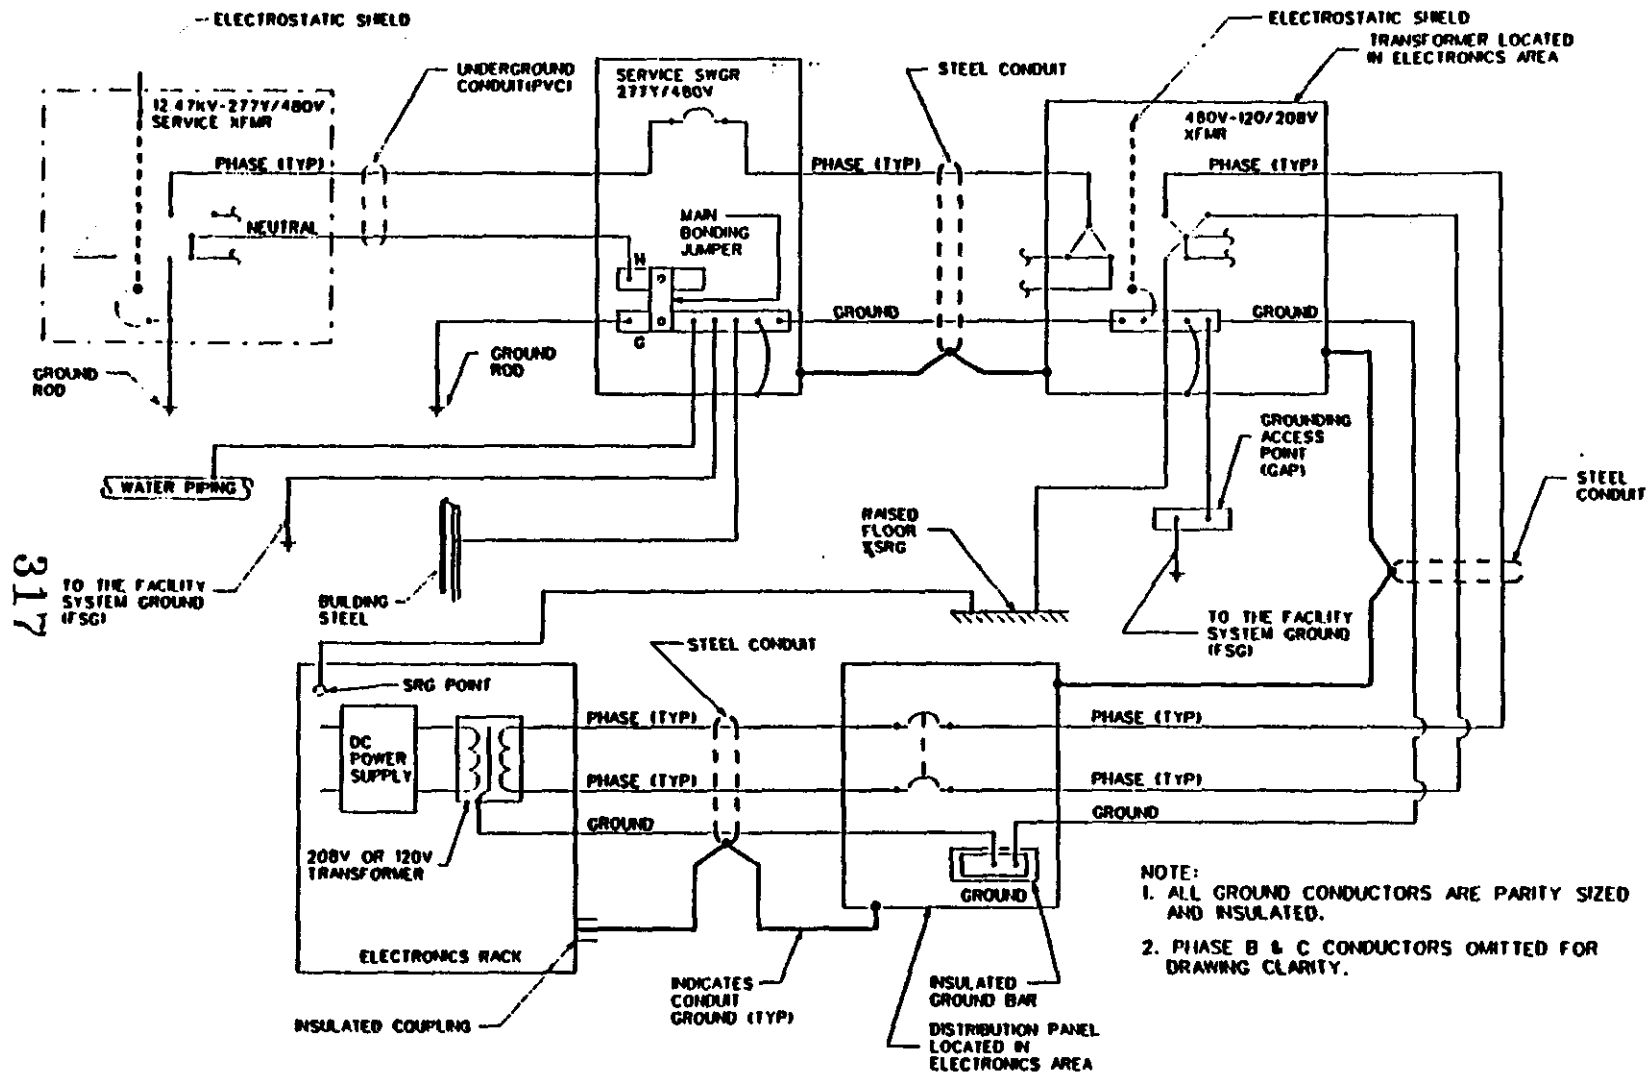 ELECTROSTATIC SHIELD
12.47KV-277Y/480V
SERVICE XFMR
PHASE (TYP)
NEUTRAL
GROUND
ROD
UNDERGROUND
CONDUIT(PVC)
SERVICE SWGR
277Y/480V
MAIN
BONDING
JUMPER
N
G
GROUND
ROD
STEEL CONDUIT
PHASE (TYP)
GROUND
ELECTROSTATIC SHIELD
TRANSFORMER LOCATED
IN ELECTRONICS AREA
480V-120/208V
XFMR
PHASE (TYP)
GROUND
GROUNDING
ACCESS
POINT
(GAP)
STEEL
CONDUIT
WATER PIPING
TO THE FACILITY
SYSTEM GROUND
(FSG)
BUILDING
STEEL
RAISED
FLOOR
SRG
TO THE FACILITY
SYSTEM GROUND
(FSG)
317
SRG POINT
DC
POWER
SUPPLY
208V OR 120V
TRANSFORMER
ELECTRONICS RACK
INSULATED COUPLING
STEEL CONDUIT
PHASE (TYP)
PHASE (TYP)
GROUND
INDICATES
CONDUIT
GROUND (TYP)
PHASE (TYP)
PHASE (TYP)
GROUND
GROUND
INSULATED
GROUND BAR
DISTRIBUTION PANEL
LOCATED IN
ELECTRONICS AREA
NOTE:
1. ALL GROUND CONDUCTORS ARE PARITY SIZED
AND INSULATED.
2. PHASE B & C CONDUCTORS OMITTED FOR
DRAWING CLARITY.